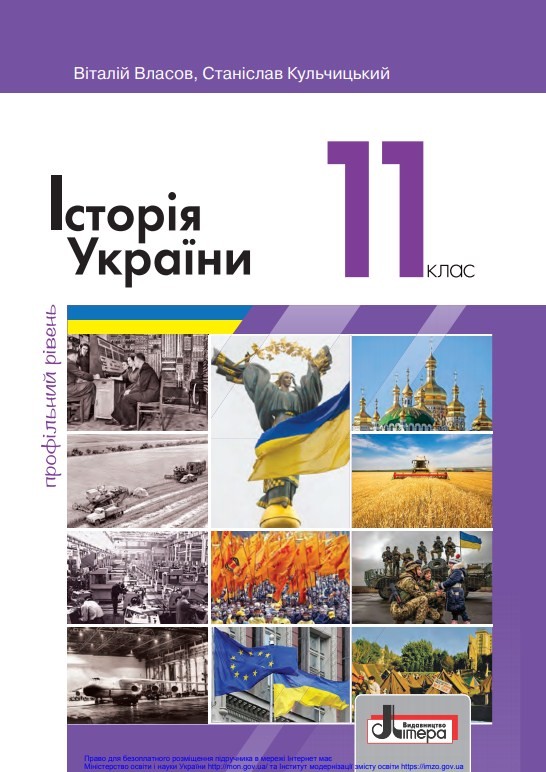 Віталій Власов, Станіслав Кульчицький
11
клас
Історія
України
профільний рівень
Видавництво
Літера
Право для безоплатного розміщення підручника в мережі Інтернет має
Міністерство освіти і науки України http://mon.gov.ua/ та Інститут модернізації змісту освіти https://imzo.gov.ua